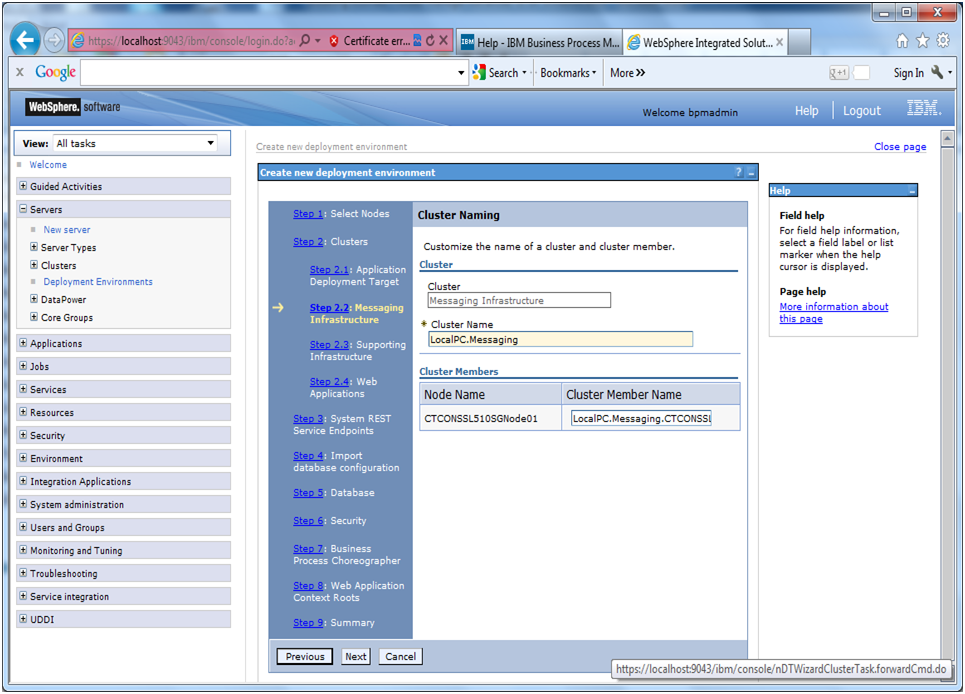 https://localhost:9043/ibm/console/login.do?a
Certificate err...
IBM Help - IBM Business Process M...
WebSphere Integrated Solut...
x Google
Search
Bookmarks
More »
g+1
Sign In
WebSphere. software
Welcome bpmadmin
Help
Logout
IBM.
View: All tasks
Create new deployment environment
Close page
Welcome
Guided Activities
Servers
New server
Server Types
Clusters
Deployment Environments
DataPower
Core Groups
Applications
Jobs
Services
Resources
Security
Environment
Integration Applications
System administration
Users and Groups
Monitoring and Tuning
Troubleshooting
Service integration
UDDI
Create new deployment environment
? _
Step 1: Select Nodes
Step 2: Clusters
Step 2.1: Application
Deployment Target
Step 2.2: Messaging
Infrastructure
Step 2.3: Supporting
Infrastructure
Step 2.4: Web
Applications
Step 3: System REST
Service Endpoints
Step 4: Import
database configuration
Step 5: Database
Step 6: Security
Step 7: Business
Process Choreographer
Step 8: Web Application
Context Roots
Step 9: Summary
Cluster Naming
Customize the name of a cluster and cluster member.
Cluster
Cluster
Messaging Infrastructure
* Cluster Name
LocalPC.Messaging
Cluster Members
Node Name
Cluster Member Name
CTCONSSL510SGNode01
LocalPC.Messaging.CTCONSSL
Previous
Next
Cancel
Help
Field help
For field help information,
select a field label or list
marker when the help
cursor is displayed.
Page help
More information about
this page
https://localhost:9043/ibm/console/nDTWizardClusterTask.forwardCmd.do